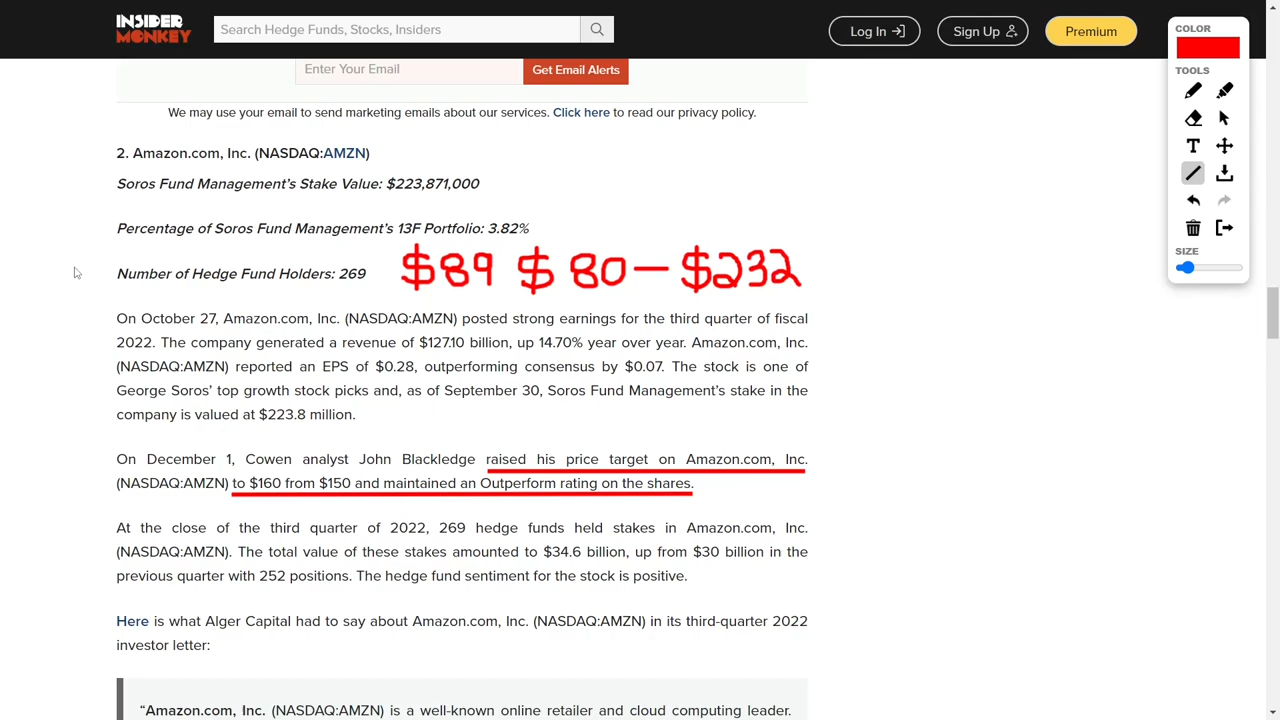 INSIDER
MONKEY
Search Hedge Funds, Stocks, Insiders
Log In
Sign Up
Premium
COLOR
TOOLS
T
SIZE
Enter Your Email
Get Email Alerts
We may use your email to send marketing emails about our services. Click here to read our privacy policy.
2. Amazon.com, Inc. (NASDAQ:AMZN)
Soros Fund Management's Stake Value: $223,871,000
Percentage of Soros Fund Management's 13F Portfolio: 3.82%
Number of Hedge Fund Holders: 269
$89 $80—$232
On October 27, Amazon.com, Inc. (NASDAQ:AMZN) posted strong earnings for the third quarter of fiscal
2022. The company generated a revenue of $127.10 billion, up 14.70% year over year. Amazon.com, Inc.
(NASDAQ:AMZN) reported an EPS of $0.28, outperforming consensus by $0.07. The stock is one of
George Soros' top growth stock picks and, as of September 30, Soros Fund Management's stake in the
company is valued at $223.8 million.
On December 1, Cowen analyst John Blackledge raised his price target on Amazon.com, Inc.
(NASDAQ:AMZN) to $160 from $150 and maintained an Outperform rating on the shares.
At the close of the third quarter of 2022, 269 hedge funds held stakes in Amazon.com, Inc.
(NASDAQ:AMZN). The total value of these stakes amounted to $34.6 billion, up from $30 billion in the
previous quarter with 252 positions. The hedge fund sentiment for the stock is positive.
Here is what Alger Capital had to say about Amazon.com, Inc. (NASDAQ:AMZN) in its third-quarter 2022
investor letter:
“Amazon.com, Inc. (NASDAQ:AMZN) is a well-known online retailer and cloud computing leader.